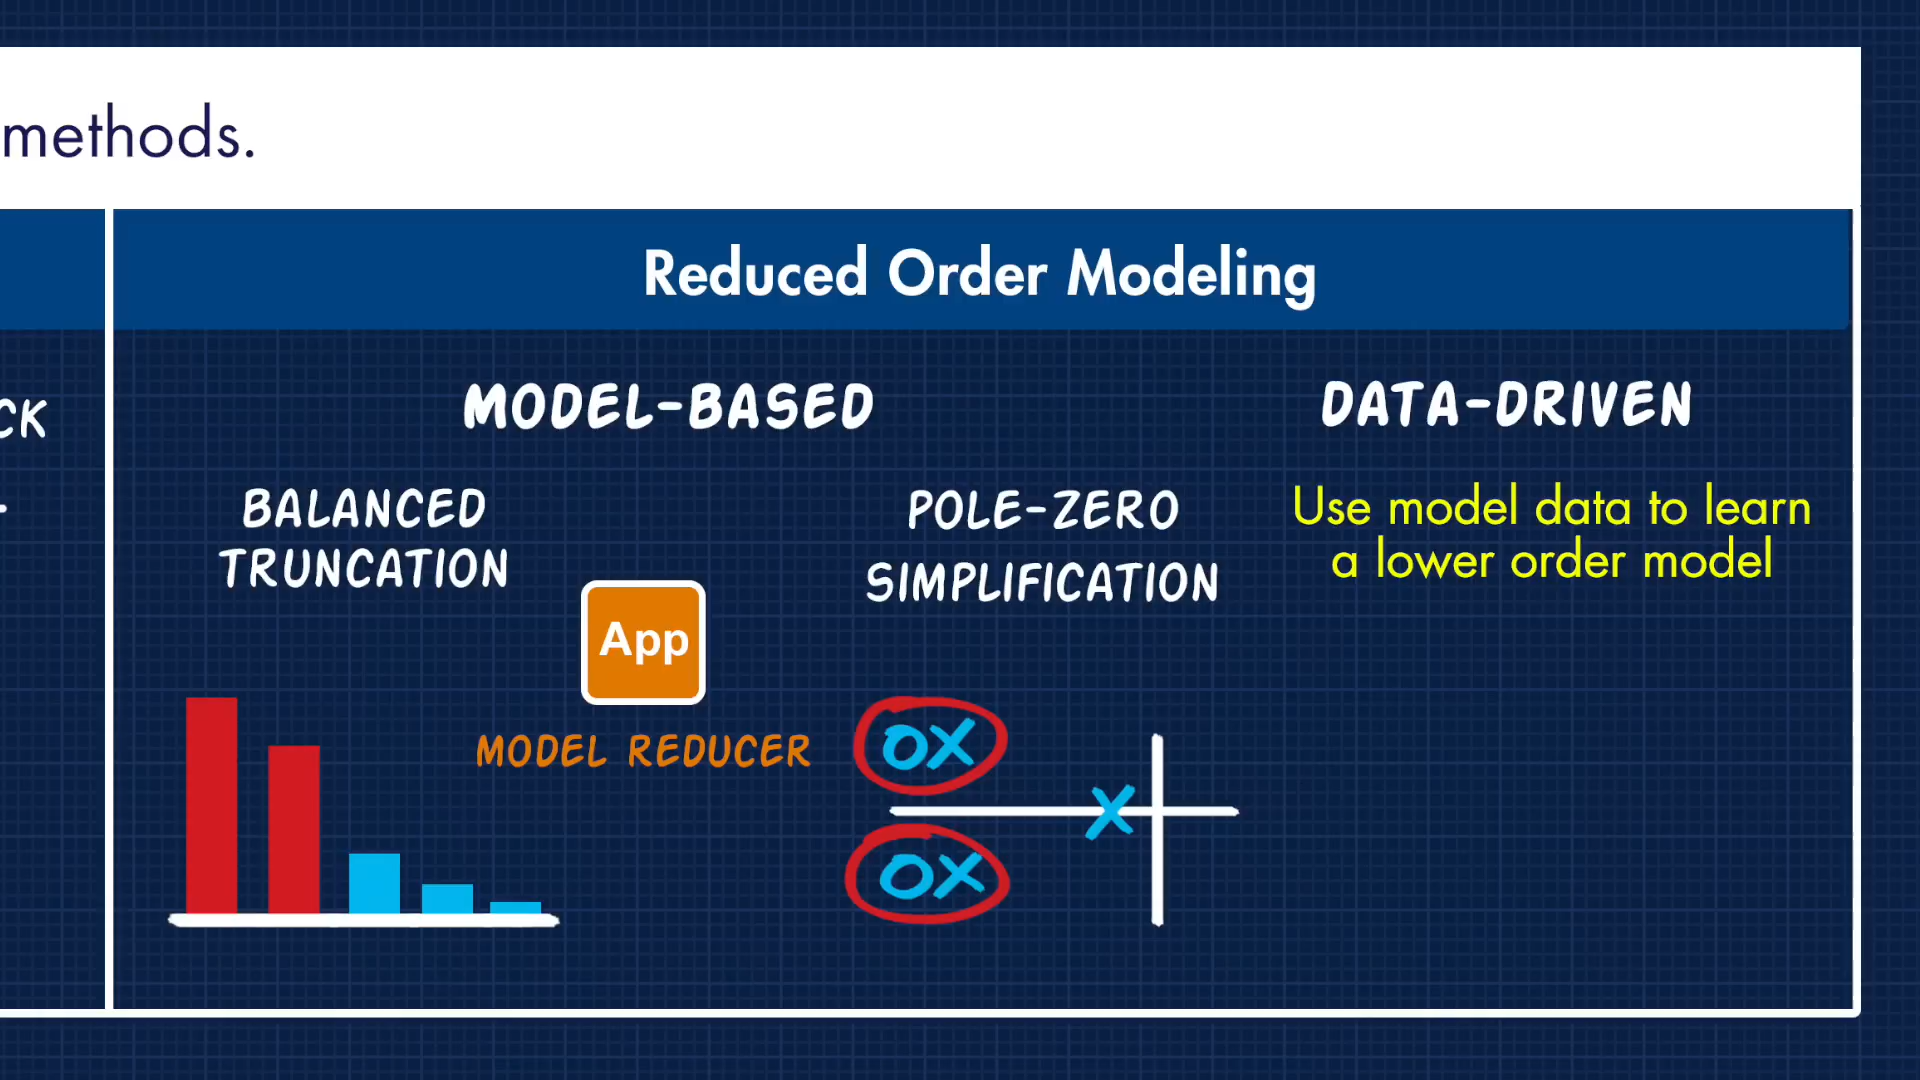 methods.
Reduced Order Modeling
CK
MODEL-BASED
DATA-DRIVEN
BALANCED
TRUNCATION
POLE-ZERO
SIMPLIFICATION
Use model data to learn
a lower order model
App
MODEL REDUCER
OX
X
OX